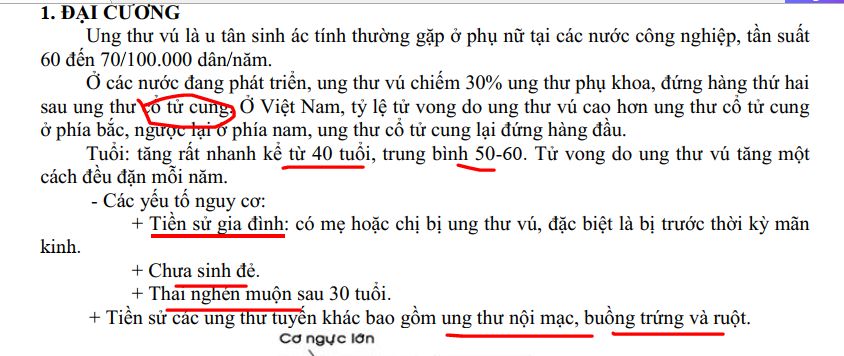 1. ĐẠI CƯƠNG
Ung thư vú là u tân sinh ác tính thường gặp ở phụ nữ tại các nước công nghiệp, tần suất
60 đến 70/100.000 dân/năm.
Ở các nước đang phát triển, ung thư vú chiếm 30% ung thư phụ khoa, đứng hàng thứ hai
sau ung thư cổ tử cung. Ở Việt Nam, tỷ lệ tử vong do ung thư vú cao hơn ung thư cổ tử cung
ở phía bắc, ngược lại ở phía nam, ung thư cổ tử cung lại đứng hàng đầu.
Tuổi: tăng rất nhanh kể từ 40 tuổi, trung bình 50-60. Tử vong do ung thư vú tăng một
cách đều đặn mỗi năm.
- Các yếu tố nguy cơ:
+ Tiền sử gia đình: có mẹ hoặc chị bị ung thư vú, đặc biệt là bị trước thời kỳ mãn
kinh.
+ Chưa sinh đẻ.
+ Thai nghén muộn sau 30 tuổi.
+ Tiền sử các ung thư tuyến khác bao gồm ung thư nội mạc, buồng trứng và ruột.
Cơ ngực lớn